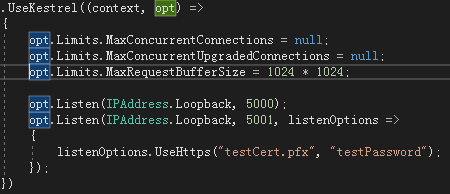 .UseKestrel((context, opt) =>
{
opt.Limits.MaxConcurrentConnections = null;
opt.Limits.MaxConcurrentUpgradedConnections = null;
opt.Limits.MaxRequestBufferSize = 1024 * 1024;
opt.Listen(IPAddress.Loopback, 5000);
opt.Listen(IPAddress.Loopback, 5001, listenOptions =>
{
listenOptions.UseHttps("testCert.pfx", "testPassword");
});
})